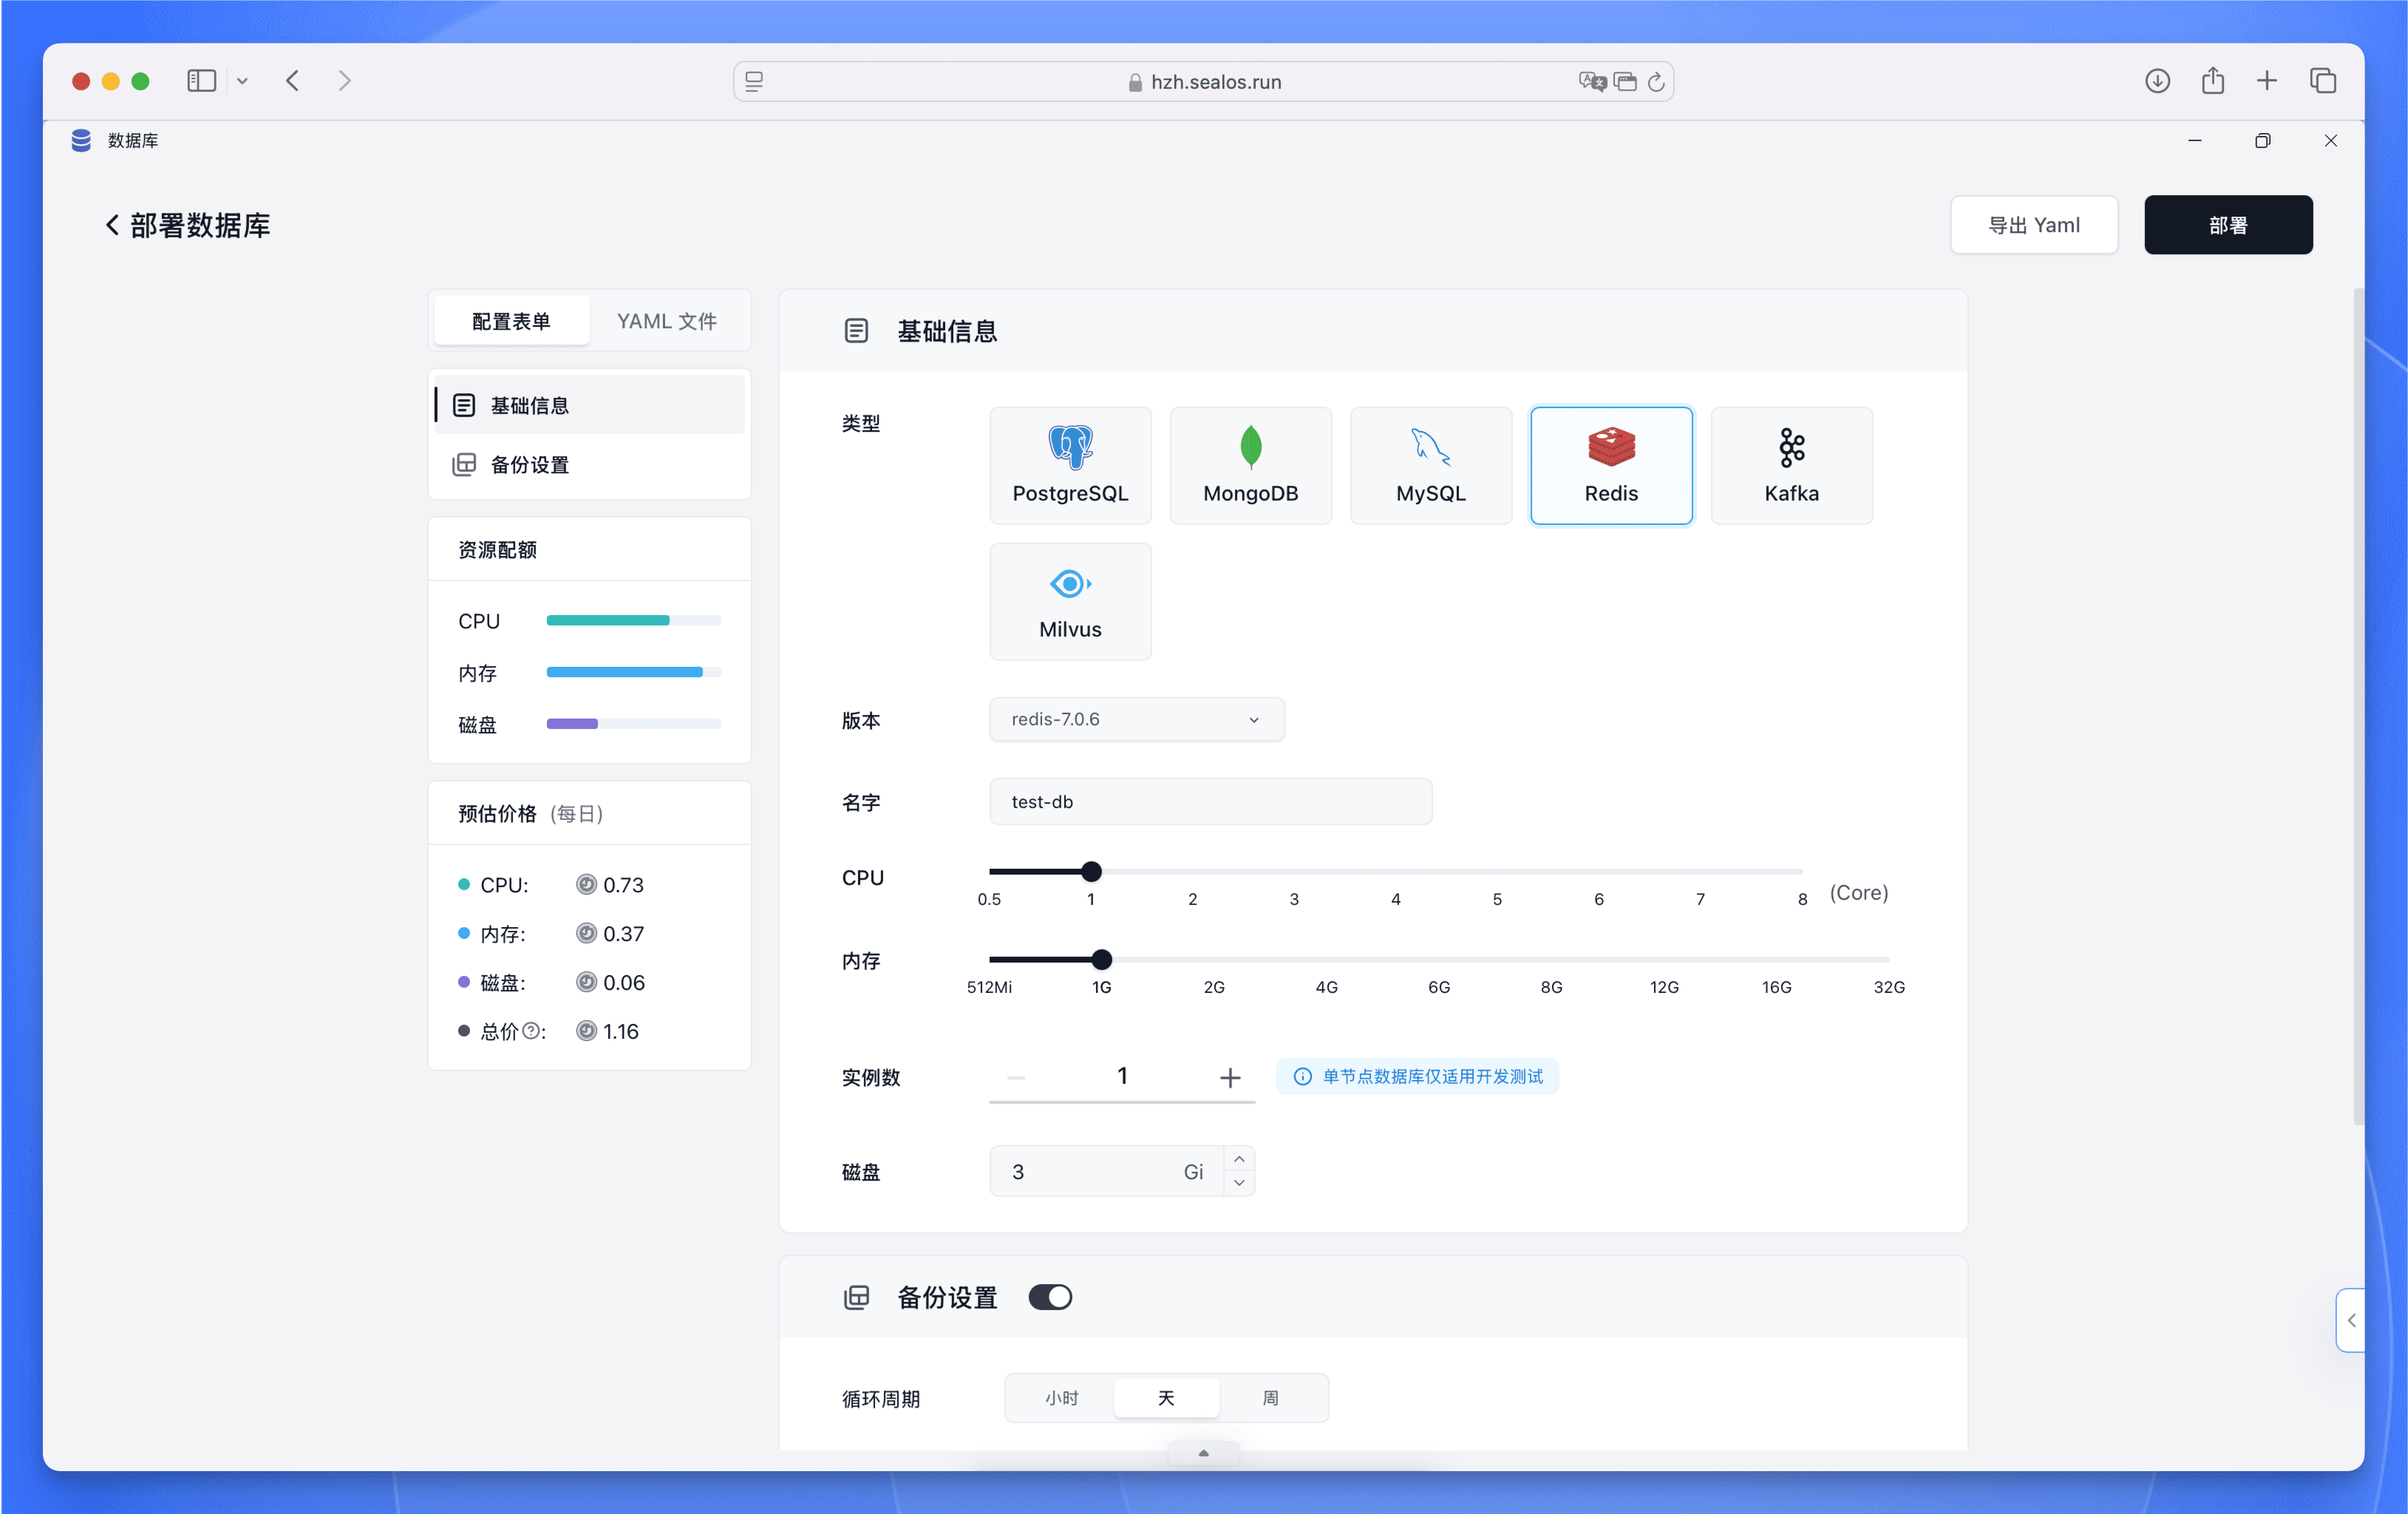 hzh.sealos.run
数据库
部署数据库
导出 Yaml
部署
配置表单
YAML 文件
基础信息
备份设置
资源配额
CPU
内存
磁盘
预估价格 (每日)
CPU: 0.73
内存: 0.37
磁盘: 0.06
总价?: 1.16
基础信息
类型
PostgreSQL
MongoDB
MySQL
Redis
Kafka
Milvus
版本
redis-7.0.6
名字
test-db
CPU
0.5 1 2 3 4 5 6 7 8 (Core)
内存
512Mi 1G 2G 4G 6G 8G 12G 16G 32G
实例数
1
单节点数据库仅适用开发测试
磁盘
3 Gi
备份设置
循环周期
小时 天 周